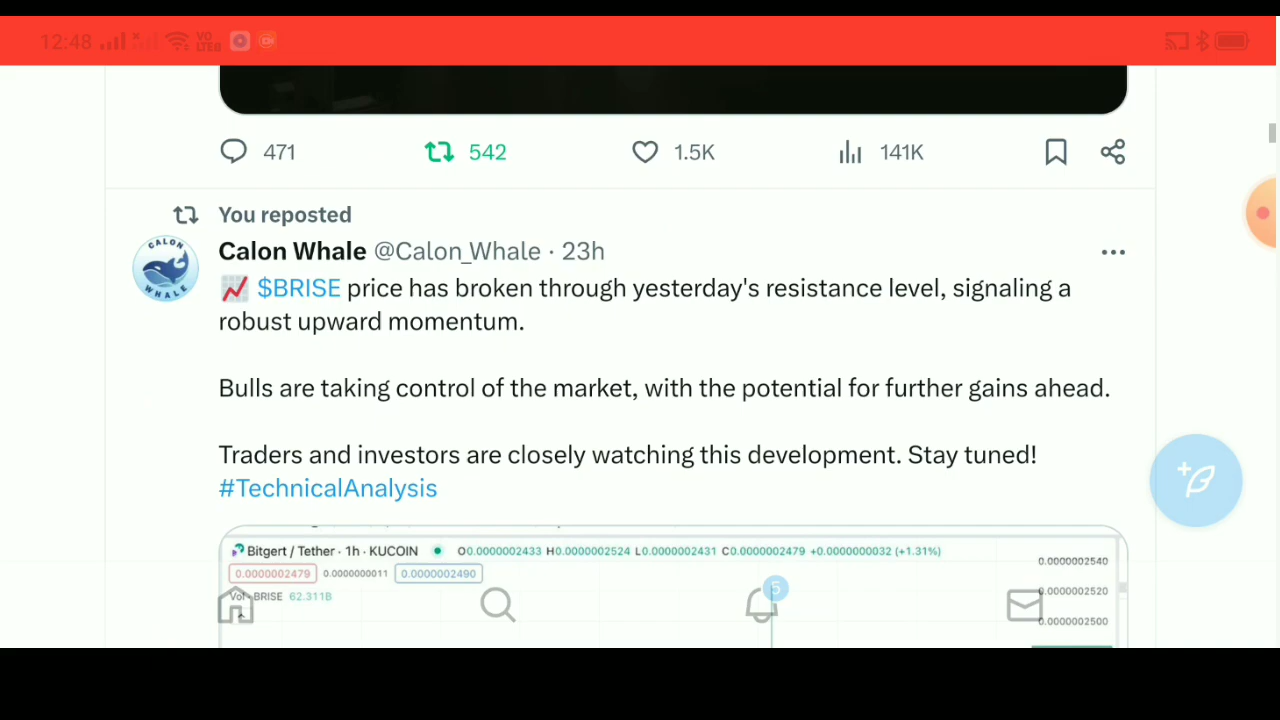 12:48 VO LTE
471 542 1.5K 141K
You reposted
Calon Whale @Calon_Whale · 23h
CALON WHALE
$BRISE price has broken through yesterday's resistance level, signaling a
robust upward momentum.
Bulls are taking control of the market, with the potential for further gains ahead.
Traders and investors are closely watching this development. Stay tuned!
#TechnicalAnalysis
Bitgert / Tether · 1h · KUCOIN O0.0000002433 H0.0000002524 L0.0000002431 C0.0000002479 +0.0000000032 (+1.31%)
0.0000002540
0.0000002479 0.0000000011 0.0000002490
5
0.0000002520
Vol · BRISE 62.311B
0.0000002500